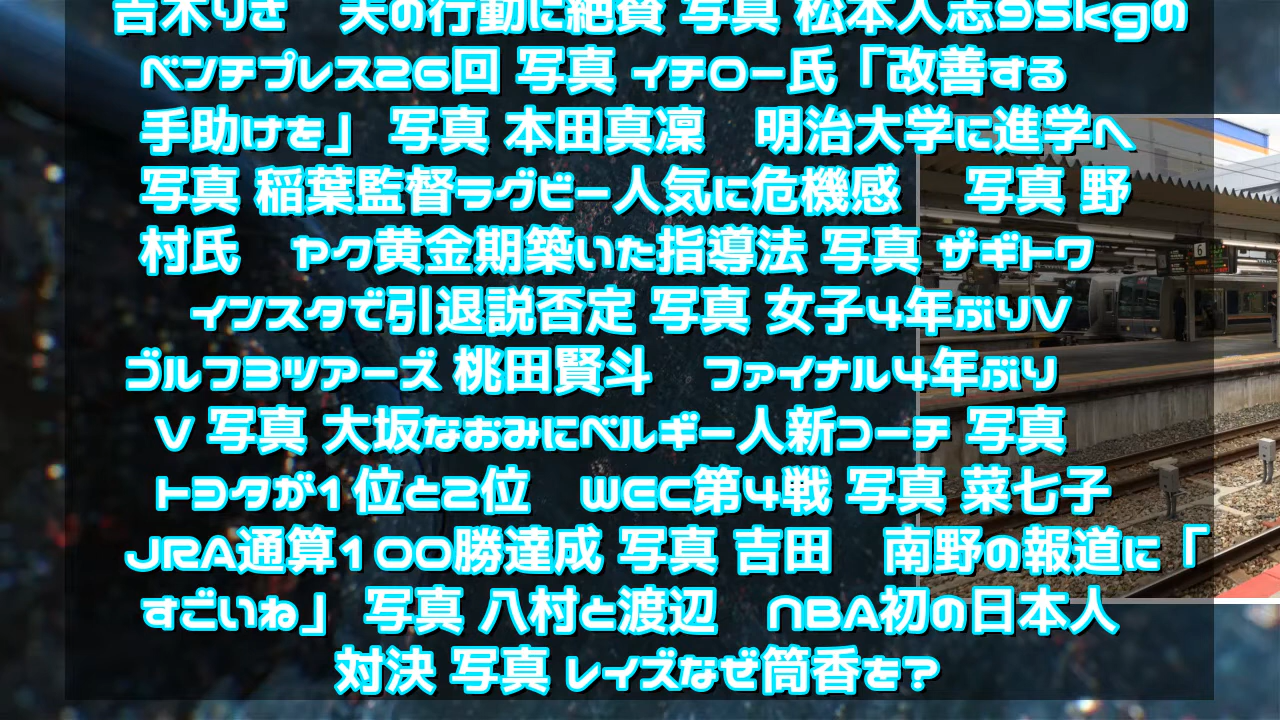 吉木りさ　夫の行動に絶賛 写真 松本人志95kgの
ベンチプレス26回 写真 イチロー氏「改善する
手助けを」 写真 本田真凜　明治大学に進学へ
写真 稲葉監督ラグビー人気に危機感　 写真 野
村氏　ヤク黄金期築いた指導法 写真 ザギトワ
インスタで引退説否定 写真 女子4年ぶりV
ゴルフ3ツアーズ 桃田賢斗　ファイナル4年ぶり
V 写真 大坂なおみにベルギー人新コーチ 写真
トヨタが1位と2位　WEC第4戦 写真 菜七子
JRA通算100勝達成 写真 吉田　南野の報道に「
すごいね」 写真 八村と渡辺　NBA初の日本人
対決 写真 レイズなぜ筒香を?
6